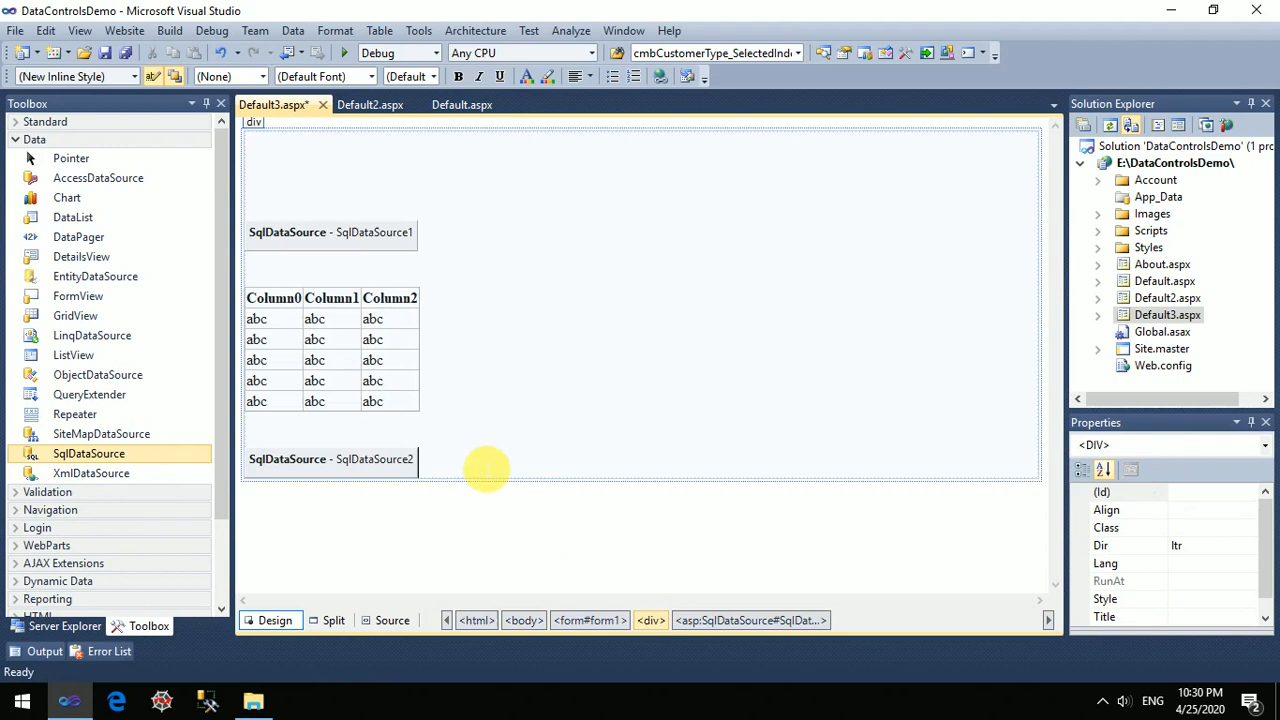 DataControlsDemo - Microsoft Visual Studio
File Edit View Website Build Debug Team Data Format Table Tools Architecture Test Analyze Window Help
Debug Any CPU cmbCustomerType_SelectedInde
(New Inline Style) (None) (Default Font) (Default B I U A
Toolbox
Standard
Data
Pointer
AccessDataSource
Chart
DataList
DataPager
DetailsView
EntityDataSource
FormView
GridView
LinqDataSource
ListView
ObjectDataSource
QueryExtender
Repeater
SiteMapDataSource
SqlDataSource
XmlDataSource
Validation
Navigation
Login
WebParts
AJAX Extensions
Dynamic Data
Reporting
Server Explorer Toolbox
Default3.aspx* Default2.aspx Default.aspx
div
SqlDataSource - SqlDataSource1
Column0 Column1 Column2
abc abc abc
abc abc abc
abc abc abc
abc abc abc
abc abc abc
SqlDataSource - SqlDataSource2
Design Split Source <html> <body> <form#form1> <div> <asp:SqlDataSource#SqlDat...>
Solution Explorer
Solution 'DataControlsDemo' (1 proj
E:\DataControlsDemo\
Account
App_Data
Images
Scripts
Styles
About.aspx
Default.aspx
Default2.aspx
Default3.aspx
Global.asax
Site.master
Web.config
Properties
<DIV>
(Id)
Align
Class
Dir ltr
Lang
RunAt
Style
Title
Output Error List
Ready
ENG
10:30 PM
4/25/2020
2